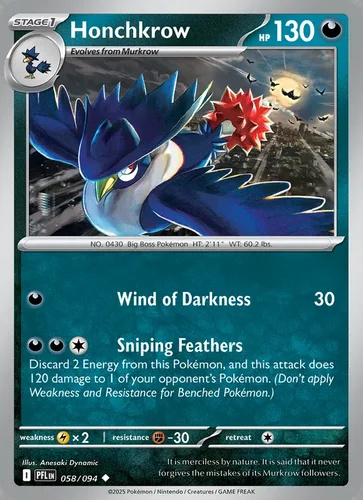 STAGE 1
Honchkrow
HP 130
Evolves from Murkrow
NO. 0430 Big Boss Pokémon HT: 2'11" WT: 60.2 lbs.
Wind of Darkness 30
Sniping Feathers
Discard 2 Energy from this Pokémon, and this attack does
120 damage to 1 of your opponent's Pokémon. (Don't apply
Weakness and Resistance for Benched Pokémon.)
weakness × 2 resistance -30 retreat
Illus. Anesaki Dynamic
I PFL EN 058/094
It is merciless by nature. It is said that it never
forgives the mistakes of its Murkrow followers.
©2025 Pokémon / Nintendo / Creatures / GAME FREAK